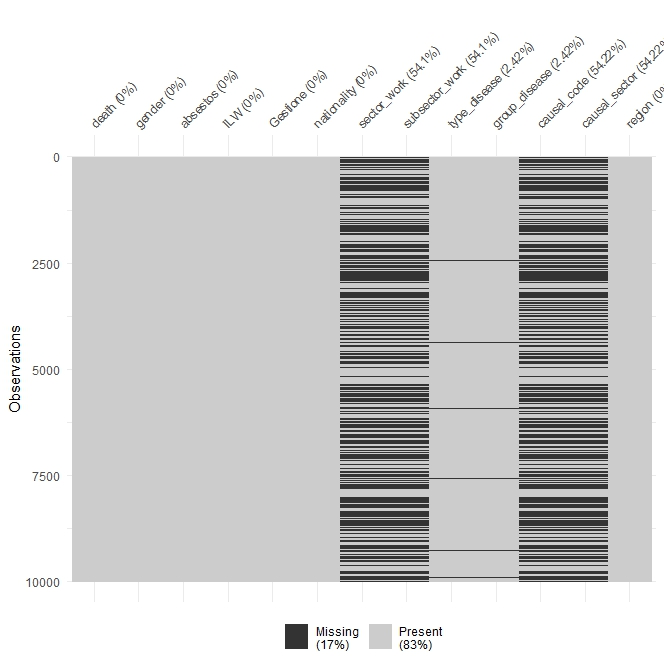 death (0%)
gender (0%)
absestos (0%)
ILW (0%)
Gestione (0%)
nationality (0%)
sector_work (54.1%)
subsector_work (54.1%)
type_disease (2.42%)
group_disease (2.42%)
causal_code (54.22%)
causal_sector (54.22%
region (0%
0
2500
5000
7500
10000
Observations
Missing
(17%)
Present
(83%)